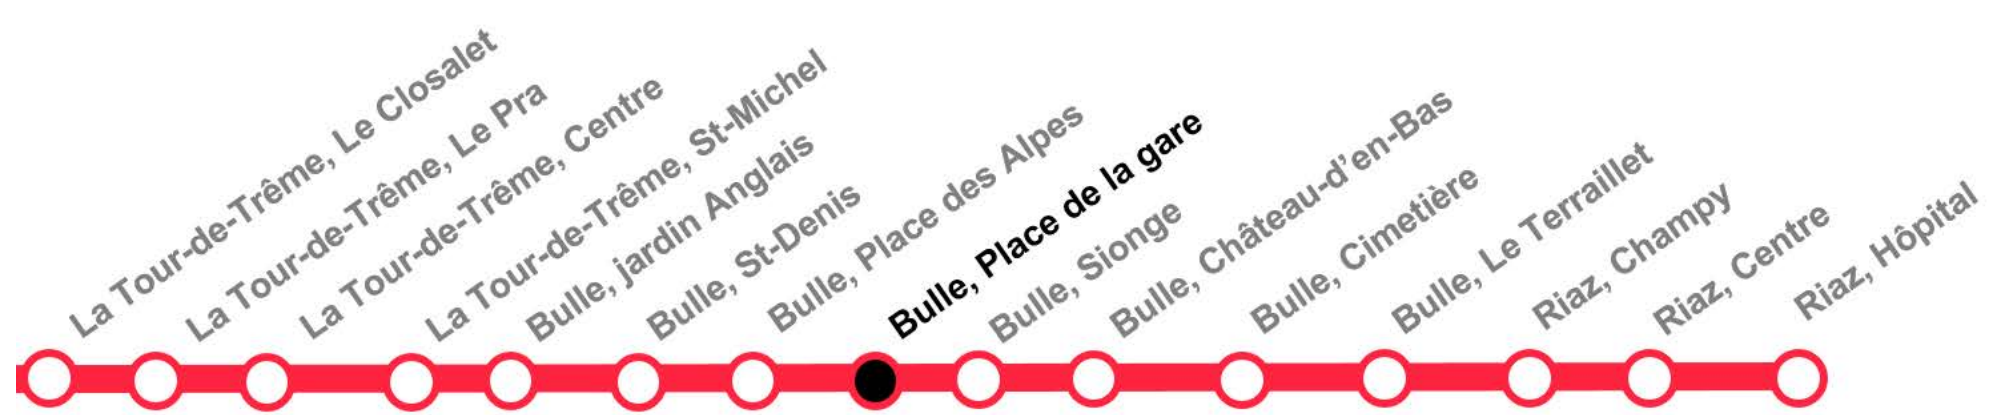 La Tour-de-Trême, Le Closalet
La Tour-de-Trême, Le Pra
La Tour-de-Trême, Centre
La Tour-de-Trême, St-Michel
Bulle, jardin Anglais
Bulle, St-Denis
Bulle, Place des Alpes
Bulle, Place de la gare
Bulle, Sionge
Bulle, Château-d'en-Bas
Bulle, Cimetière
Bulle, Le Terraillet
Riaz, Champy
Riaz, Centre
Riaz, Hôpital